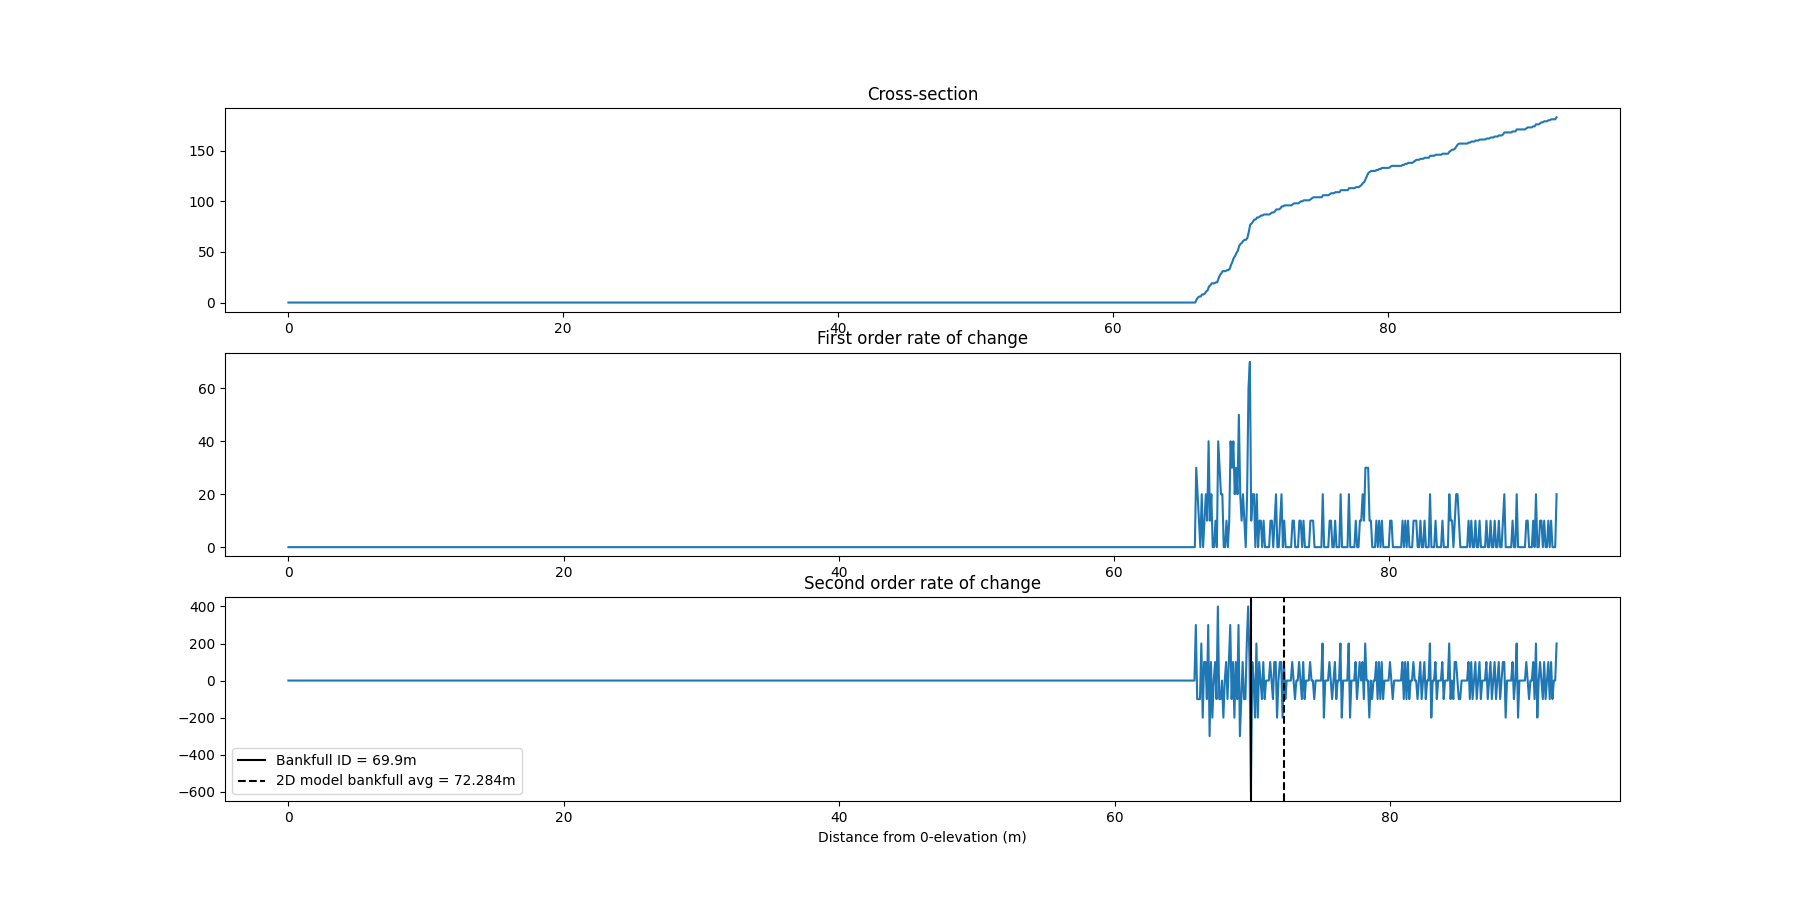 Cross-section
150
100
50
0
0 20 40 60 80
First order rate of change
60
40
20
0
0 20 40 60 80
Second order rate of change
400
200
0
−200
−400
−600
Bankfull ID = 69.9m
2D model bankfull avg = 72.284m
0 20 40 60 80
Distance from 0-elevation (m)